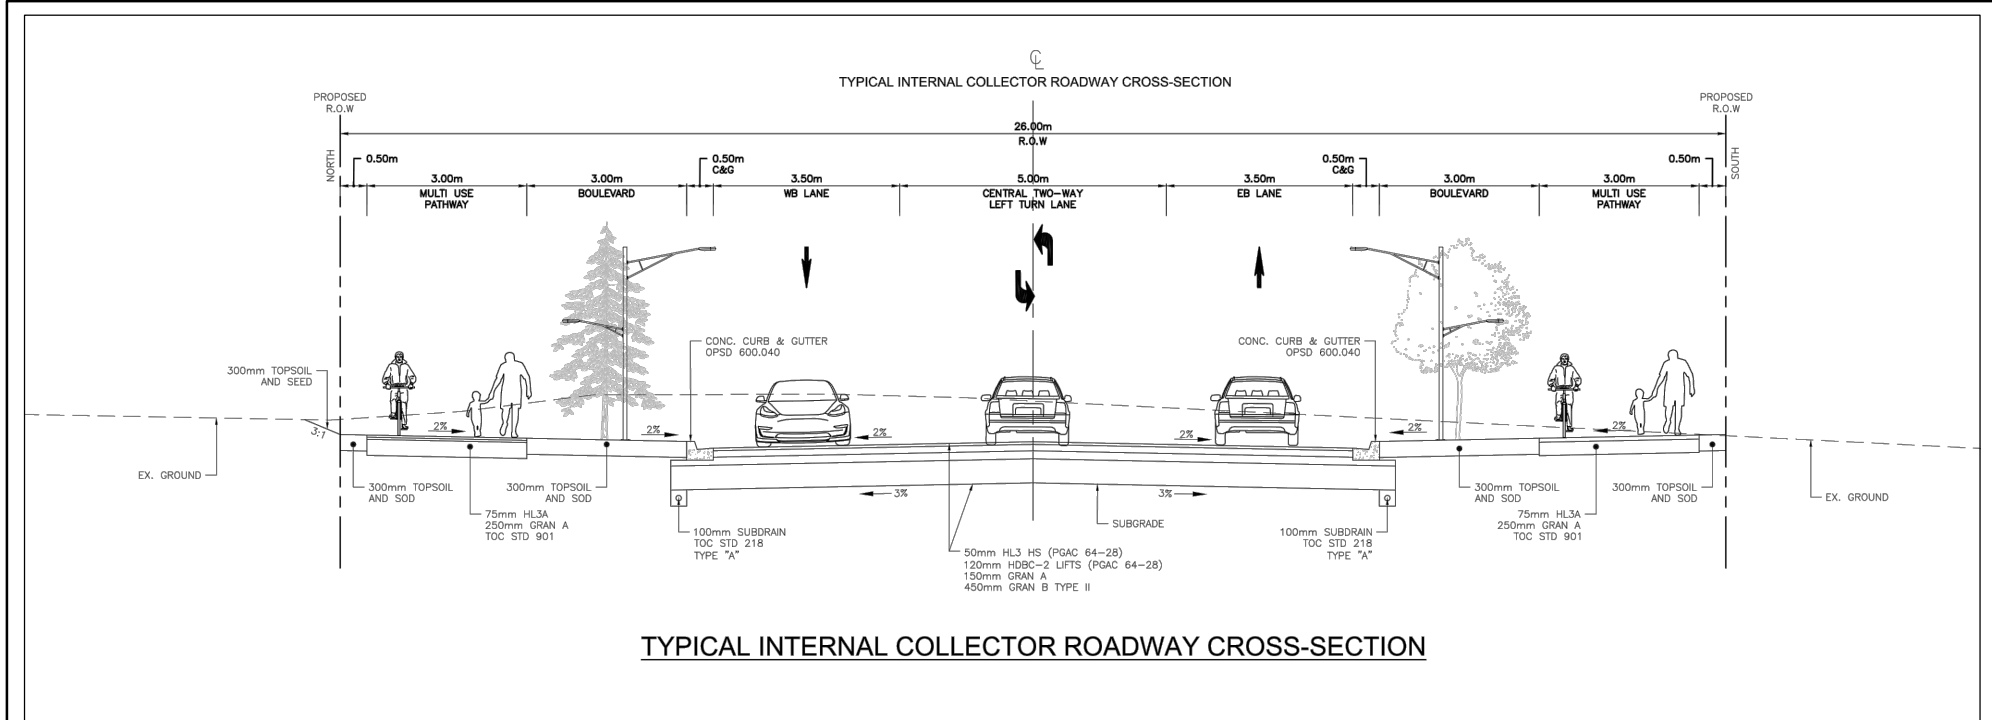 ℄
TYPICAL INTERNAL COLLECTOR ROADWAY CROSS-SECTION
PROPOSED
R.O.W
PROPOSED
R.O.W
26.00m
R.O.W
NORTH
SOUTH
0.50m
0.50m
C&G
0.50m
C&G
0.50m
3.00m
MULTI USE
PATHWAY
3.00m
BOULEVARD
3.50m
WB LANE
5.00m
CENTRAL TWO-WAY
LEFT TURN LANE
3.50m
EB LANE
3.00m
BOULEVARD
3.00m
MULTI USE
PATHWAY
CONC. CURB & GUTTER
OPSD 600.040
CONC. CURB & GUTTER
OPSD 600.040
300mm TOPSOIL
AND SEED
3:1
2%
2%
2%
2%
2%
2%
EX. GROUND
300mm TOPSOIL
AND SOD
300mm TOPSOIL
AND SOD
75mm HL3A
250mm GRAN A
TOC STD 901
3%
3%
100mm SUBDRAIN
TOC STD 218
TYPE "A"
SUBGRADE
50mm HL3 HS (PGAC 64-28)
120mm HDBC-2 LIFTS (PGAC 64-28)
150mm GRAN A
450mm GRAN B TYPE II
100mm SUBDRAIN
TOC STD 218
TYPE "A"
300mm TOPSOIL
AND SOD
300mm TOPSOIL
AND SOD
75mm HL3A
250mm GRAN A
TOC STD 901
EX. GROUND
TYPICAL INTERNAL COLLECTOR ROADWAY CROSS-SECTION